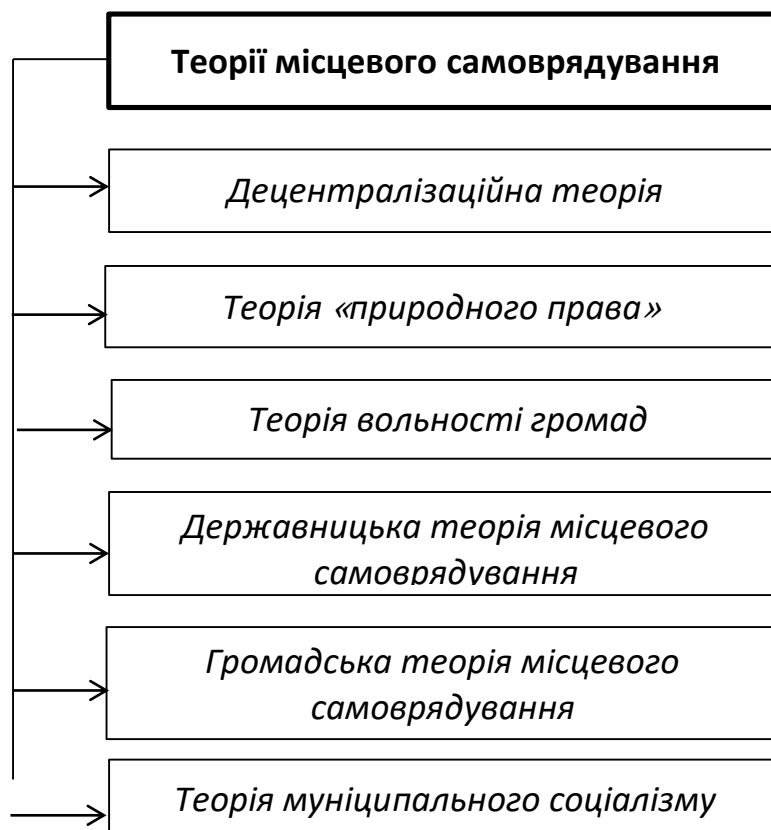 Теорії місцевого самоврядування
Децентралізаційна теорія
Теорія «природного права»
Теорія вольності громад
Державницька теорія місцевого
самоврядування
Громадська теорія місцевого
самоврядування
Теорія муніципального соціалізму